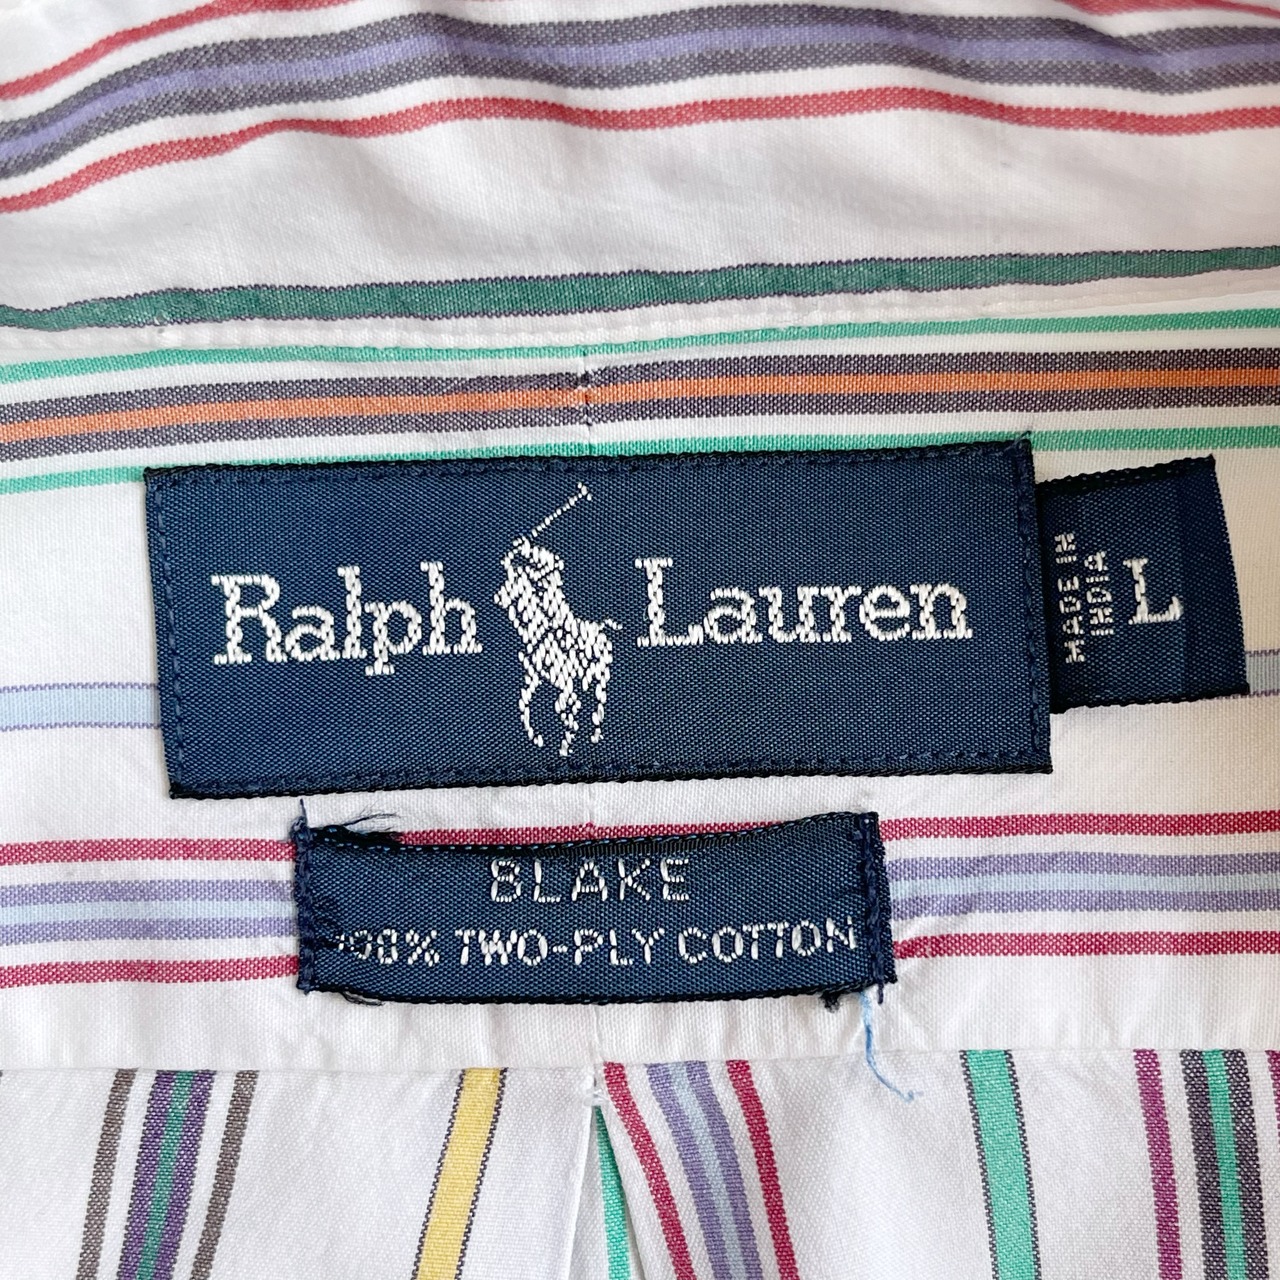 Ralph Lauren
MADE IN
INDIA
L
BLAKE
TWO-PLY COTTON